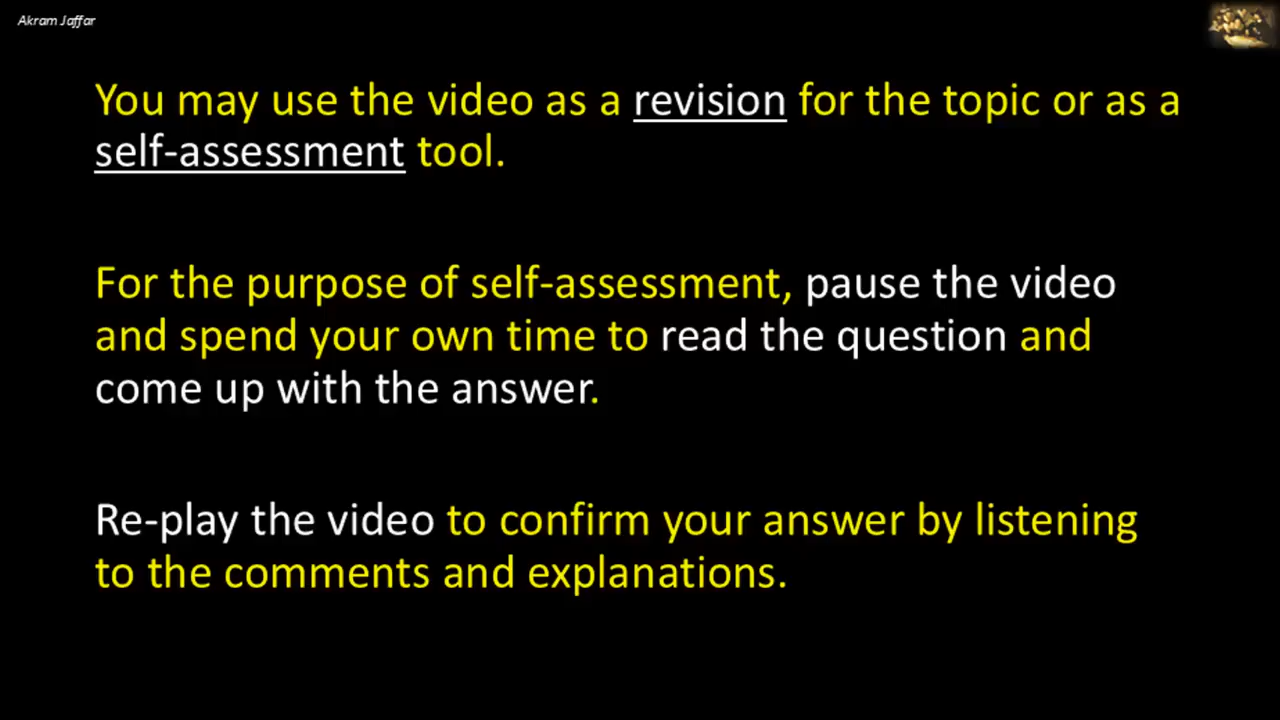 Akram Jaffar
You may use the video as a revision for the topic or as a
self-assessment tool.
For the purpose of self-assessment, pause the video
and spend your own time to read the question and
come up with the answer.
Re-play the video to confirm your answer by listening
to the comments and explanations.